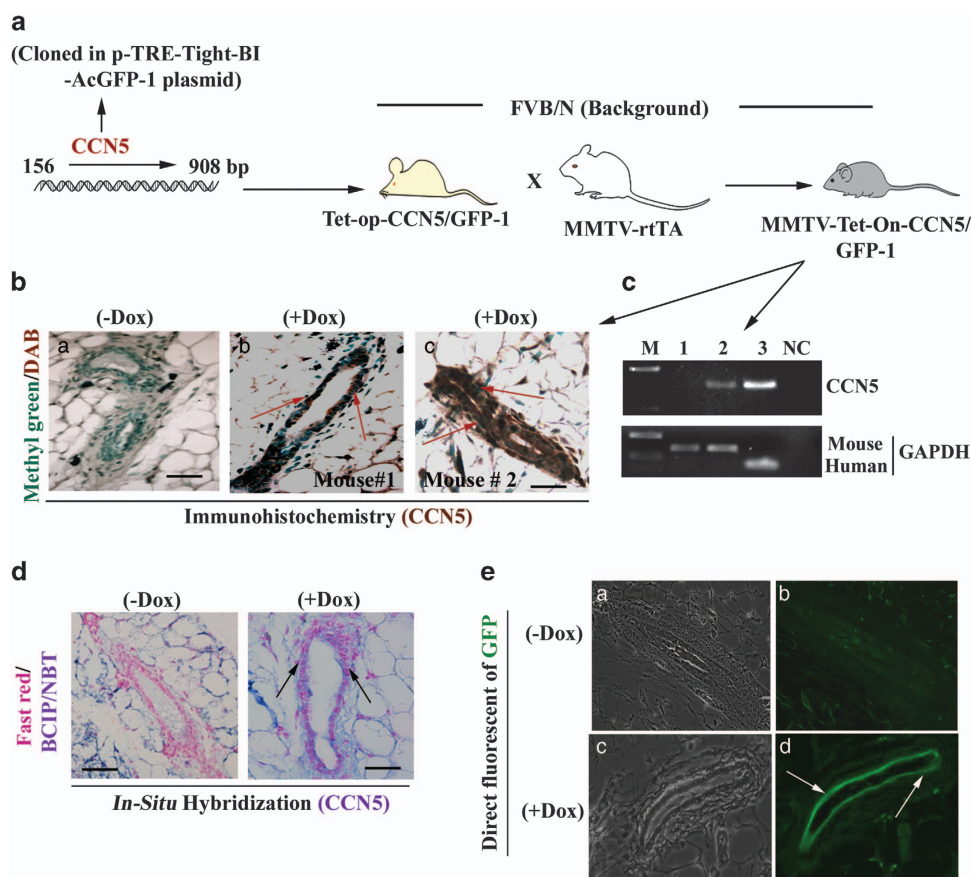 a
(Cloned in p-TRE-Tight-BI
-AcGFP-1 plasmid)
CCN5
156
908 bp
FVB/N (Background)
X
Tet-op-CCN5/GFP-1
MMTV-rtTA
MMTV-Tet-On-CCN5/
GFP-1
b
(-Dox)
(+Dox)
(+Dox)
Methyl green/DAB
a
b
c
Mouse#1
Mouse # 2
Immunohistochemistry (CCN5)
c
M 1 2 3 NC
CCN5
Mouse
Human
GAPDH
d
(-Dox)
(+Dox)
Fast red/
BCIP/NBT
In-Situ Hybridization (CCN5)
e
Direct fluorescent of GFP
(-Dox)
a
b
(+Dox)
c
d